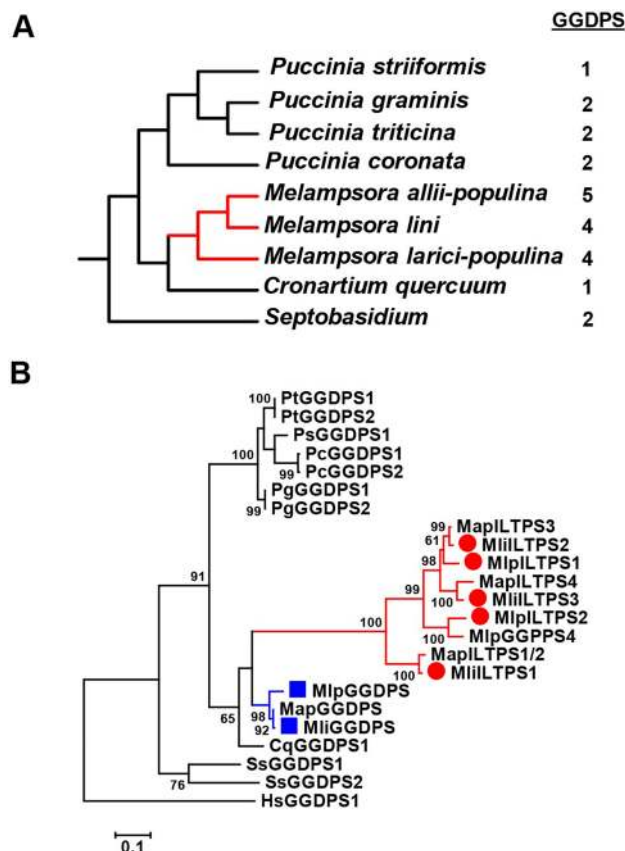 A
GGDPS
Puccinia striiformis 1
Puccinia graminis 2
Puccinia triticina 2
Puccinia coronata 2
Melampsora allii-populina 5
Melampsora lini 4
Melampsora larici-populina 4
Cronartium quercuum 1
Septobasidium 2
B
100 PtGGDPS1
PtGGDPS2
PsGGDPS1
100 PcGGDPS1
99 PcGGDPS2
PgGGDPS1
99 PgGGDPS2
99 MapILTPS3
61 MliILTPS2
98 MlpILTPS1
99 MapILTPS4
100 MliILTPS3
MlpILTPS2
100 MlpGGPPS4
100 MapILTPS1/2
100 MliILTPS1
91
MlpGGDPS
98 MapGGDPS
92 MliGGDPS
65 CqGGDPS1
SsGGDPS1
76 SsGGDPS2
HsGGDPS1
0.1